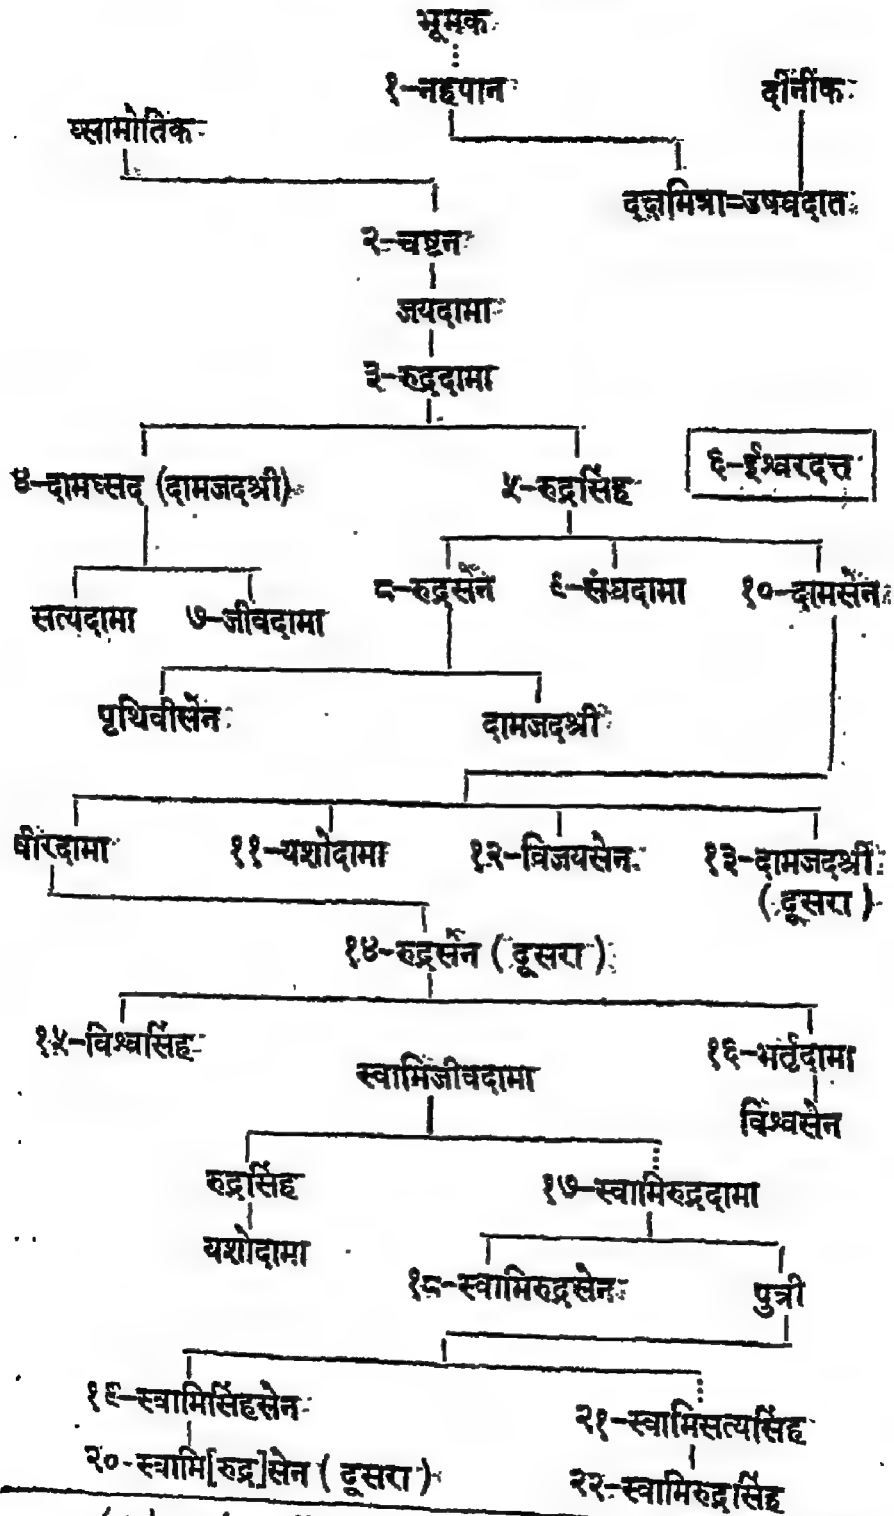 भूमक
१-नहपान दीनीक
घ्सामोतिक
दक्षमित्रा=उषवदात
२-चष्टन
जयदामा
३-रुद्रदामा
४-दामघ्सद (दामजदश्री) ५-रुद्रसिंह ६-ईश्वरदत्त
सत्यदामा ७-जीवदामा ८-रुद्रसेन ९-संघदामा १०-दामसेन
पृथिवीसेन दामजदश्री
वीरदामा ११-यशोदामा १२-विजयसेन १३-दामजदश्री
(दूसरा)
१४-रुद्रसेन (दूसरा)
१५-विश्वसिंह १६-भर्तृदामा
स्वामिजीवदामा
विश्वसेन
रुद्रसिंह १७-स्वामिरुद्रदामा
यशोदामा
१८-स्वामिरुद्रसेन पुत्री
१९-स्वामिसिंहसेन
२१-स्वामिसत्यसिंह
२०-स्वामि[रुद्र]सेन (दूसरा)
२२-स्वामिरुद्रसिंह